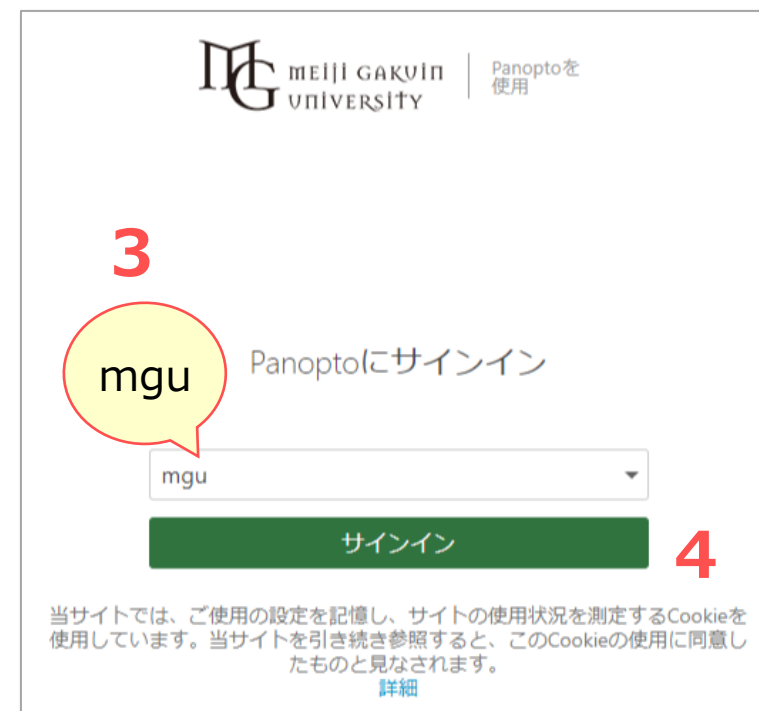 MEIJI GAKUIN
UNIVERSITY
Panoptoを
使用
3
mgu
Panoptoにサインイン
mgu
サインイン
4
当サイトでは、ご使用の設定を記憶し、サイトの使用状況を測定するCookieを
使用しています。当サイトを引き続き参照すると、このCookieの使用に同意し
たものと見なされます。
詳細